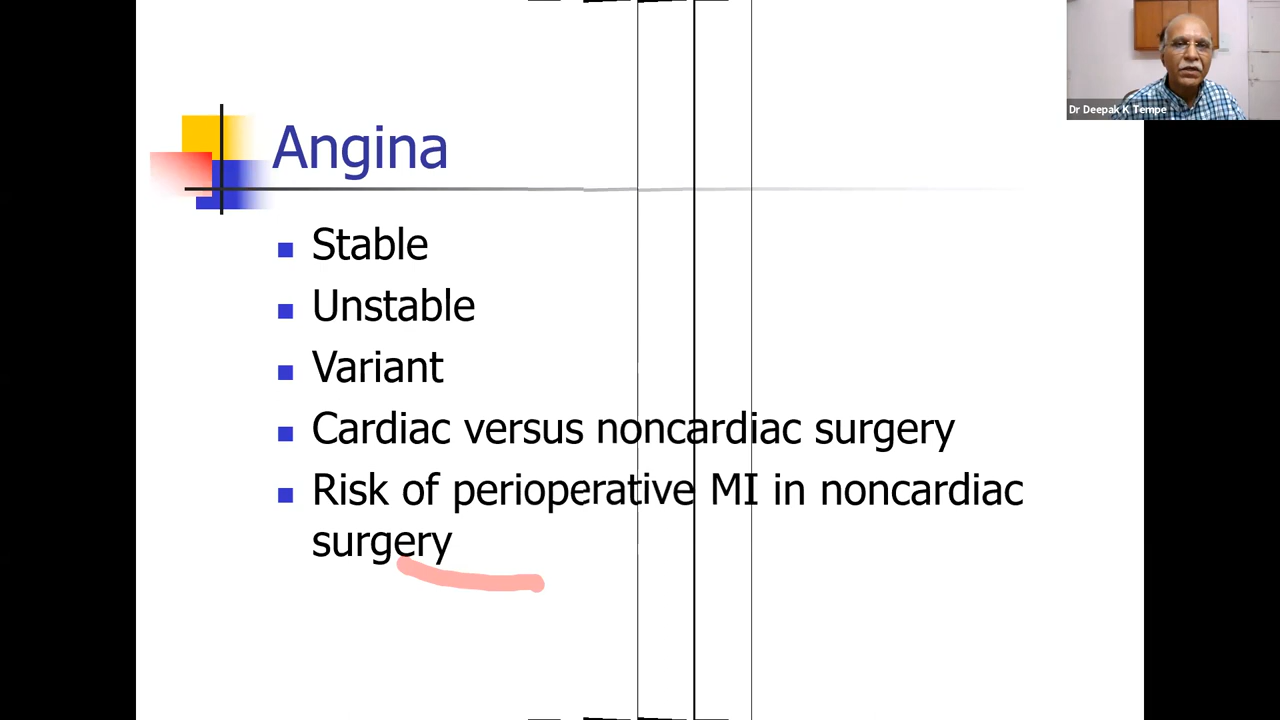 Dr Deepak K Tempe
Angina
Stable
Unstable
Variant
Cardiac versus noncardiac surgery
Risk of perioperative MI in noncardiac
surgery